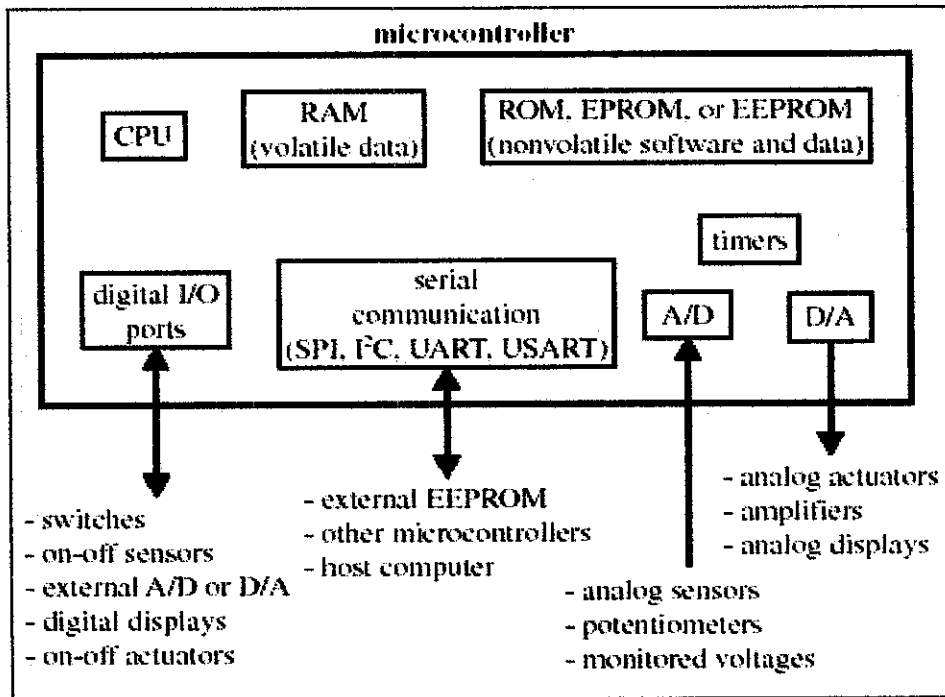 microcontroller
CPU
RAM
(volatile data)
ROM, EPROM, or EEPROM
(nonvolatile software and data)
timers
digital I/O
ports
serial
communication
(SPI, I²C, UART, USART)
A/D
D/A
- switches
- on-off sensors
- external A/D or D/A
- digital displays
- on-off actuators
- external EEPROM
- other microcontrollers
- host computer
- analog sensors
- potentiometers
- monitored voltages
- analog actuators
- amplifiers
- analog displays